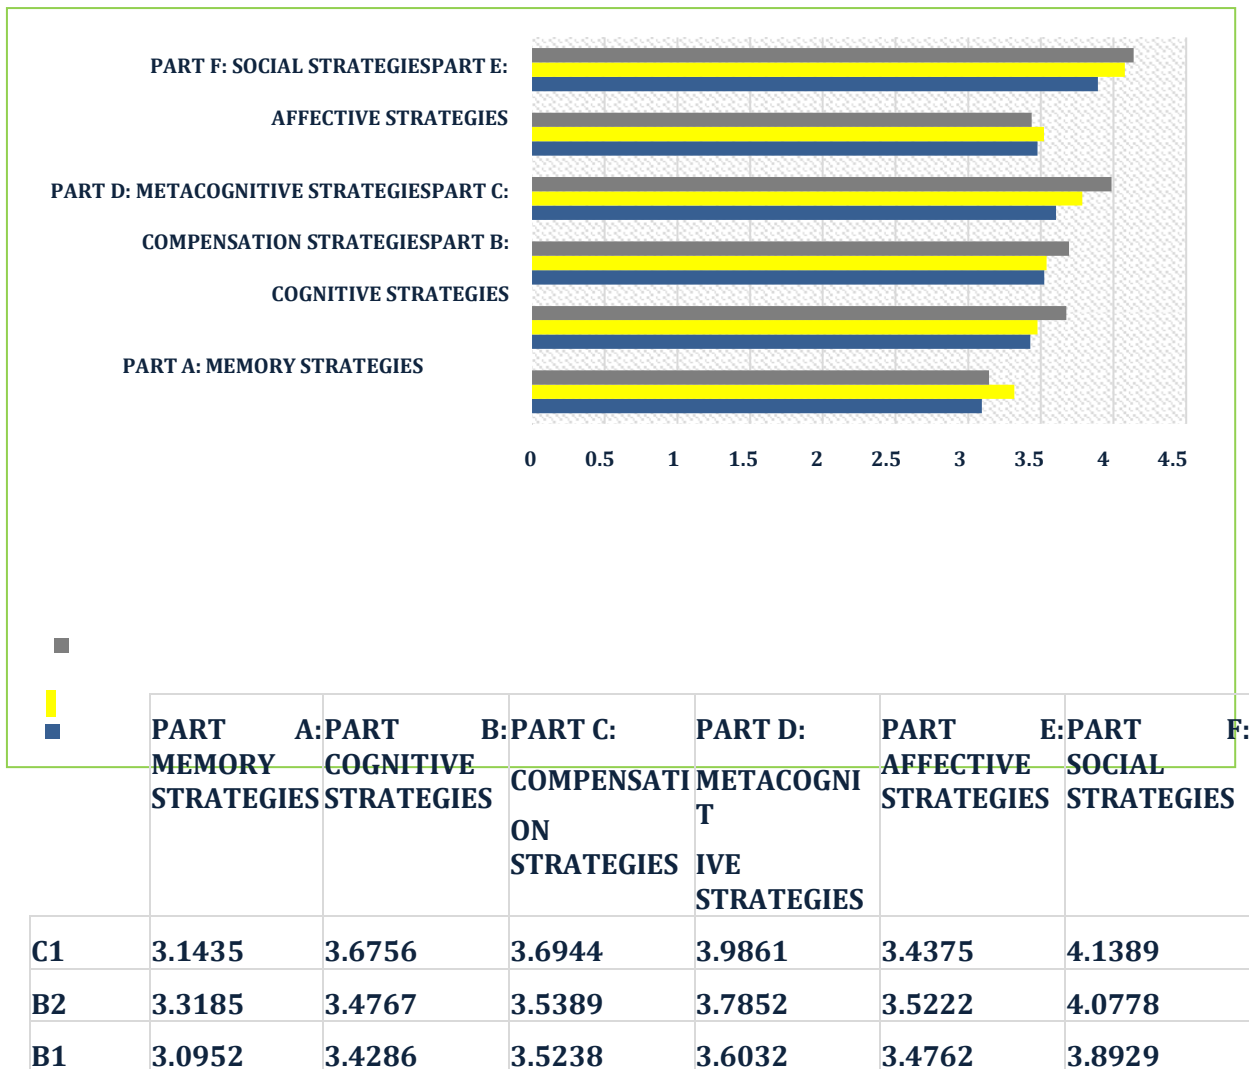 PART F: SOCIAL STRATEGIESPART E:
AFFECTIVE STRATEGIES
PART D: METACOGNITIVE STRATEGIESPART C:
COMPENSATION STRATEGIESPART B:
COGNITIVE STRATEGIES
PART A: MEMORY STRATEGIES
0 0.5 1 1.5 2 2.5 3 3.5 4 4.5
PART A:
MEMORY
STRATEGIES
PART B:
COGNITIVE
STRATEGIES
PART C:
COMPENSATI
ON
STRATEGIES
PART D:
METACOGNI
T
IVE
STRATEGIES
PART E:
AFFECTIVE
STRATEGIES
PART F:
SOCIAL
STRATEGIES
C1 3.1435 3.6756 3.6944 3.9861 3.4375 4.1389
B2 3.3185 3.4767 3.5389 3.7852 3.5222 4.0778
B1 3.0952 3.4286 3.5238 3.6032 3.4762 3.8929